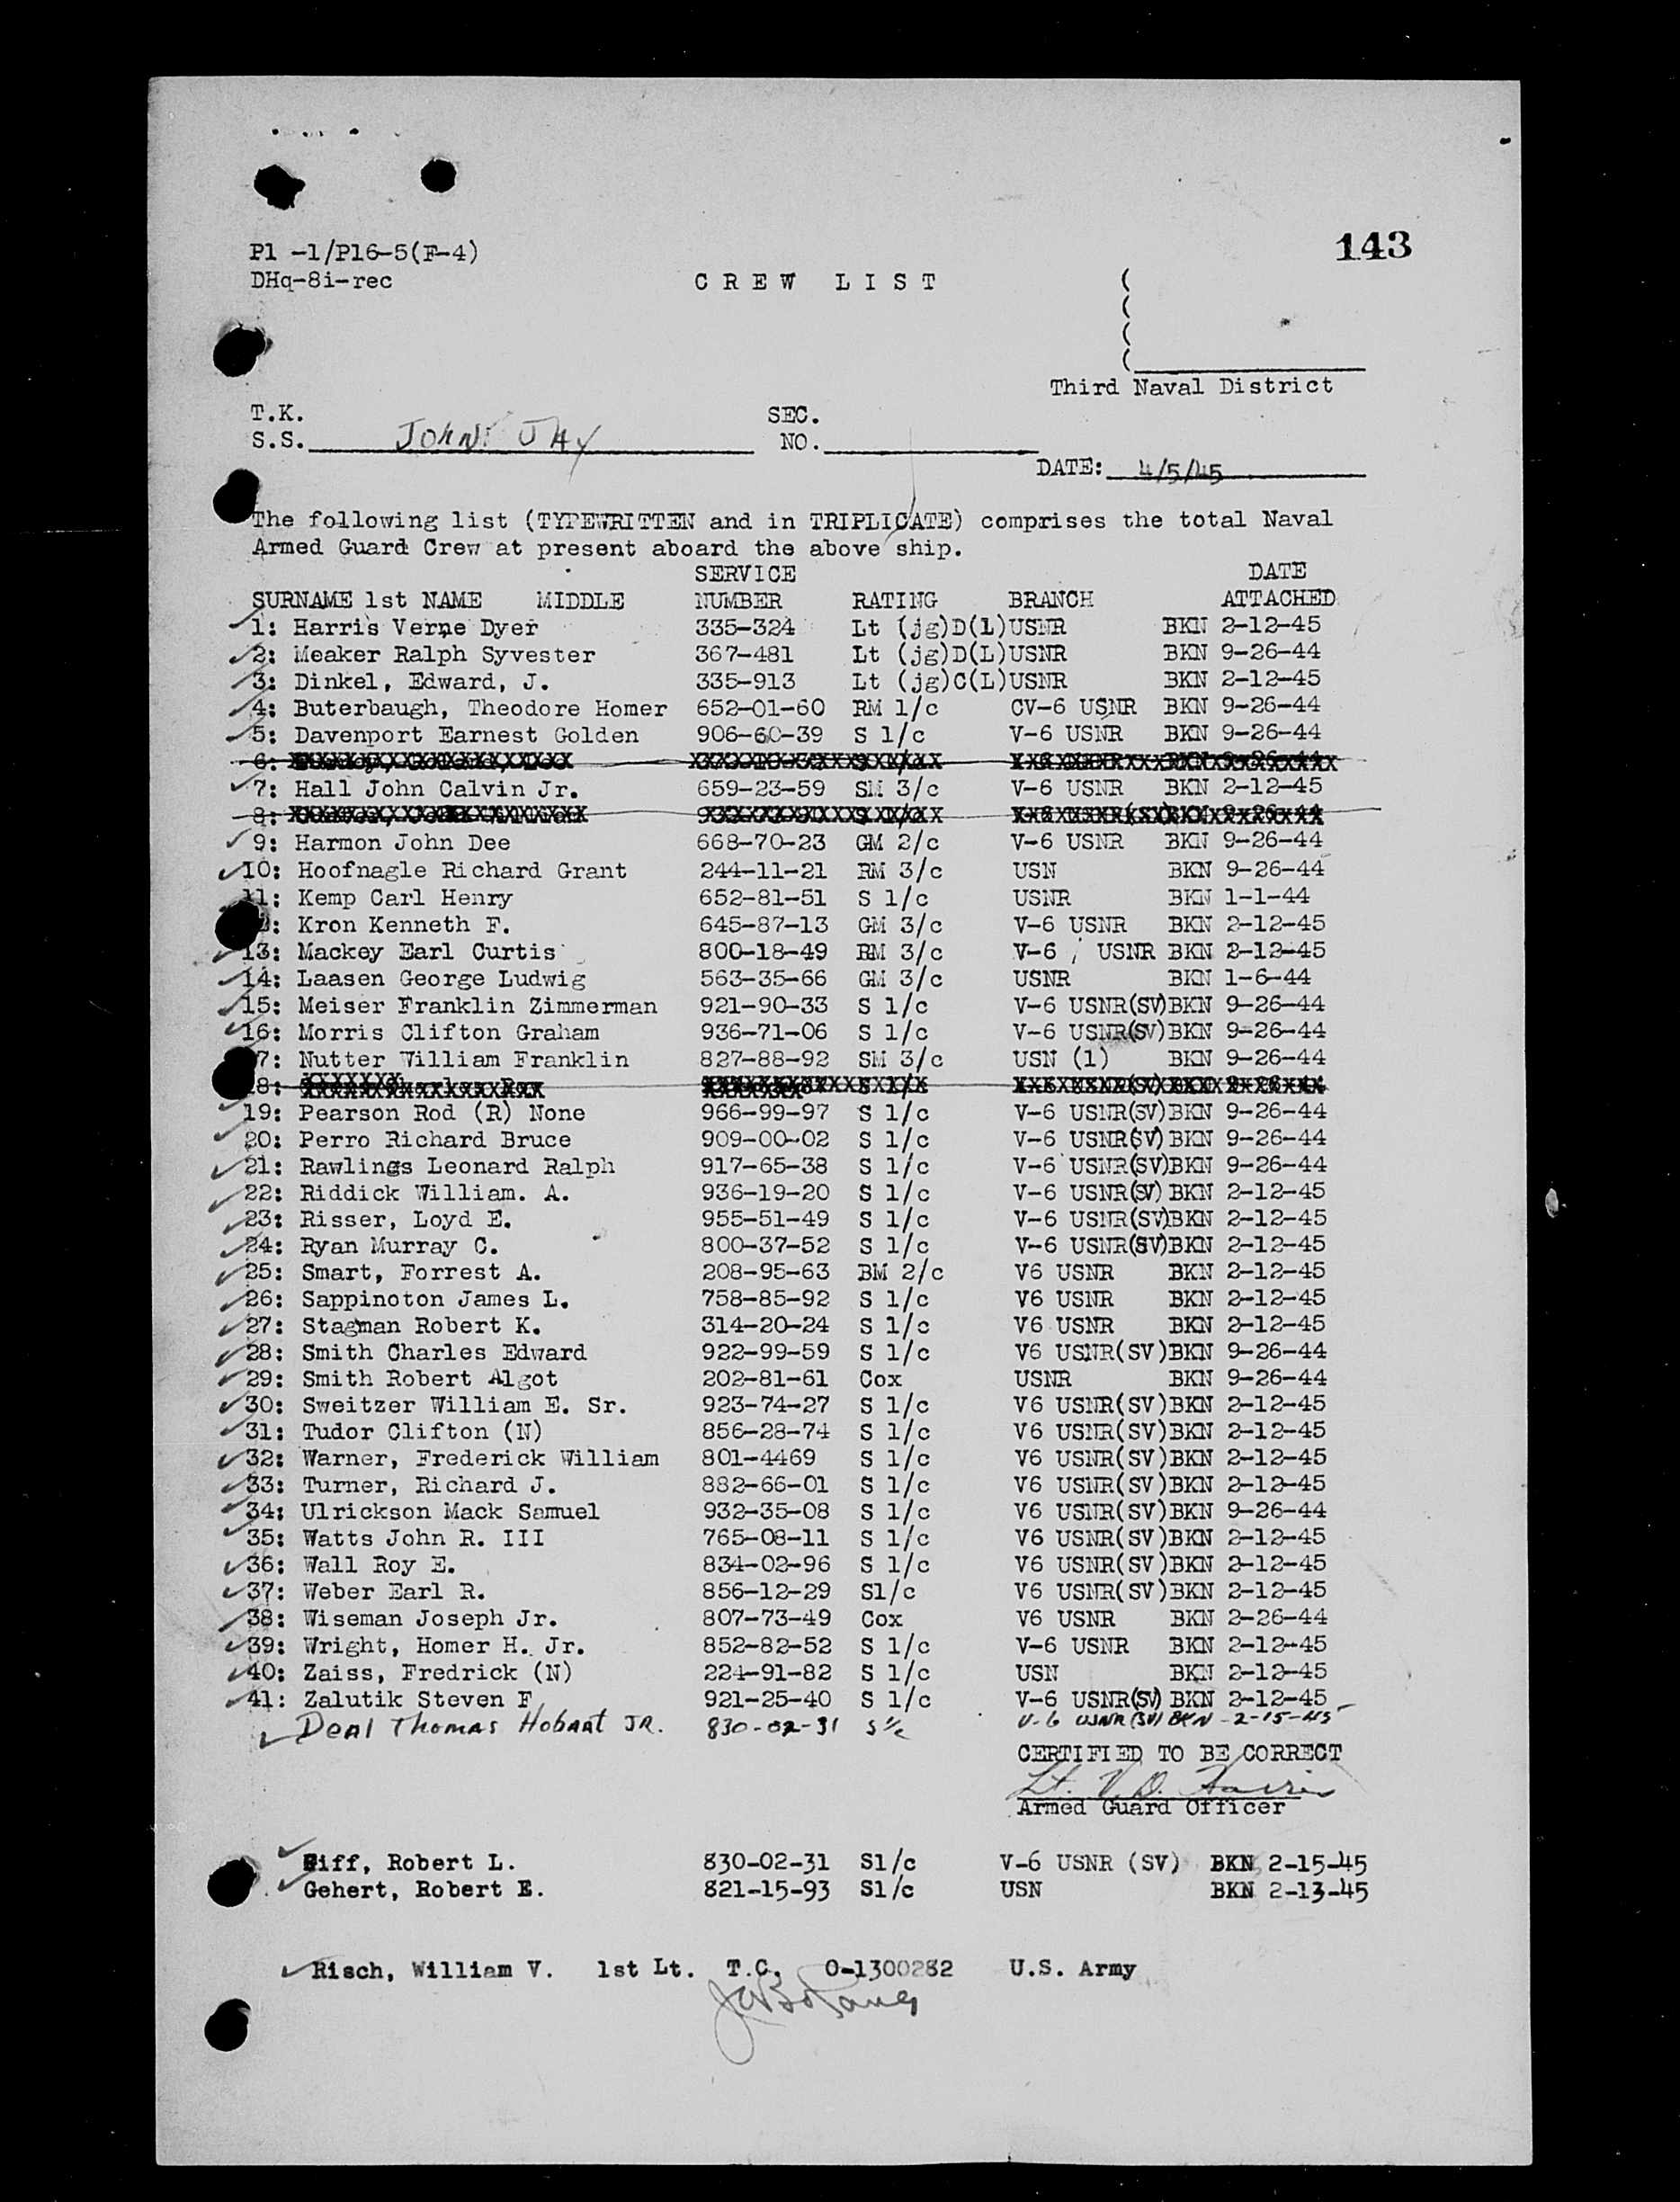 143
P1 -1/P16-5(F-4)
DHq-8i-rec
CREW LIST
(
(
(
(
Third Naval District
T.K. SEC.
S.S. JOHN JAY NO.
DATE: 4/5/45
The following list (TYPEWRITTEN and in TRIPLICATE) comprises the total Naval
Armed Guard Crew at present aboard the above ship.
SERVICE DATE
SURNAME 1st NAME MIDDLE NUMBER RATING BRANCH ATTACHED
1: Harris Verne Dyer 335-324 Lt (jg)D(L)USNR BKN 2-12-45
2: Meaker Ralph Syvester 367-481 Lt (jg)D(L)USNR BKN 9-26-44
3: Dinkel, Edward, J. 335-913 Lt (jg)C(L)USNR BKN 2-12-45
4: Buterbaugh, Theodore Homer 652-01-60 RM 1/c CV-6 USNR BKN 9-26-44
5: Davenport Earnest Golden 906-60-39 S 1/c V-6 USNR BKN 9-26-44
6:
7: Hall John Calvin Jr. 659-23-59 SM 3/c V-6 USNR BKN 2-12-45
8:
9: Harmon John Dee 668-70-23 GM 2/c V-6 USNR BKN 9-26-44
10: Hoofnagle Richard Grant 244-11-21 RM 3/c USN BKN 9-26-44
11: Kemp Carl Henry 652-81-51 S 1/c USNR BKN 1-1-44
: Kron Kenneth F. 645-87-13 GM 3/c V-6 USNR BKN 2-12-45
13: Mackey Earl Curtis 800-18-49 RM 3/c V-6 USNR BKN 2-12-45
14: Laasen George Ludwig 563-35-66 GM 3/c USNR BKN 1-6-44
15: Meiser Franklin Zimmerman 921-90-33 S 1/c V-6 USNR(SV)BKN 9-26-44
16: Morris Clifton Graham 936-71-06 S 1/c V-6 USNR(SV)BKN 9-26-44
7: Nutter William Franklin 827-88-92 SM 3/c USN (1) BKN 9-26-44
8:
19: Pearson Rod (R) None 966-99-97 S 1/c V-6 USNR(SV)BKN 9-26-44
20: Perro Richard Bruce 909-00-02 S 1/c V-6 USNR(SV)BKN 9-26-44
21: Rawlings Leonard Ralph 917-65-38 S 1/c V-6 USNR(SV)BKN 9-26-44
22: Riddick William. A. 936-19-20 S 1/c V-6 USNR(SV)BKN 2-12-45
23: Risser, Loyd E. 955-51-49 S 1/c V-6 USNR(SV)BKN 2-12-45
24: Ryan Murray C. 800-37-52 S 1/c V-6 USNR(SV)BKN 2-12-45
25: Smart, Forrest A. 208-95-63 BM 2/c V6 USNR BKN 2-12-45
26: Sappinoton James L. 758-85-92 S 1/c V6 USNR BKN 2-12-45
27: Stagman Robert K. 314-20-24 S 1/c V6 USNR BKN 2-12-45
28: Smith Charles Edward 922-99-59 S 1/c V6 USNR(SV)BKN 9-26-44
29: Smith Robert Algot 202-81-61 Cox USNR BKN 9-26-44
30: Sweitzer William E. Sr. 923-74-27 S 1/c V6 USNR(SV)BKN 2-12-45
31: Tudor Clifton (N) 856-28-74 S 1/c V6 USNR(SV)BKN 2-12-45
32: Warner, Frederick William 801-4469 S 1/c V6 USNR(SV)BKN 2-12-45
33: Turner, Richard J. 882-66-01 S 1/c V6 USNR(SV)BKN 2-12-45
34: Ulrickson Mack Samuel 932-35-08 S 1/c V6 USNR(SV)BKN 9-26-44
35: Watts John R. III 765-08-11 S 1/c V6 USNR(SV)BKN 2-12-45
36: Wall Roy E. 834-02-96 S 1/c V6 USNR(SV)BKN 2-12-45
37: Weber Earl R. 856-12-29 S1/c V6 USNR(SV)BKN 2-12-45
38: Wiseman Joseph Jr. 807-73-49 Cox V6 USNR BKN 2-26-44
39: Wright, Homer H. Jr. 852-82-52 S 1/c V-6 USNR BKN 2-12-45
40: Zaiss, Fredrick (N) 224-91-82 S 1/c USN BKN 2-12-45
41: Zalutik Steven F 921-25-40 S 1/c V-6 USNR(SV) BKN 2-12-45
Deal Thomas Hobart JR. 830-02-31 S 1/c V-6 USNR(SV) BKN -2-15-45
CERTIFIED TO BE CORRECT
Lt. V.D. Harris
Armed Guard Officer
iff, Robert L. 830-02-31 S1/c V-6 USNR (SV) BKN 2-15-45
Gehert, Robert E. 821-15-93 S1/c USN BKN 2-13-45
Risch, William V. 1st Lt. T.C. O-1300282 U.S. Army